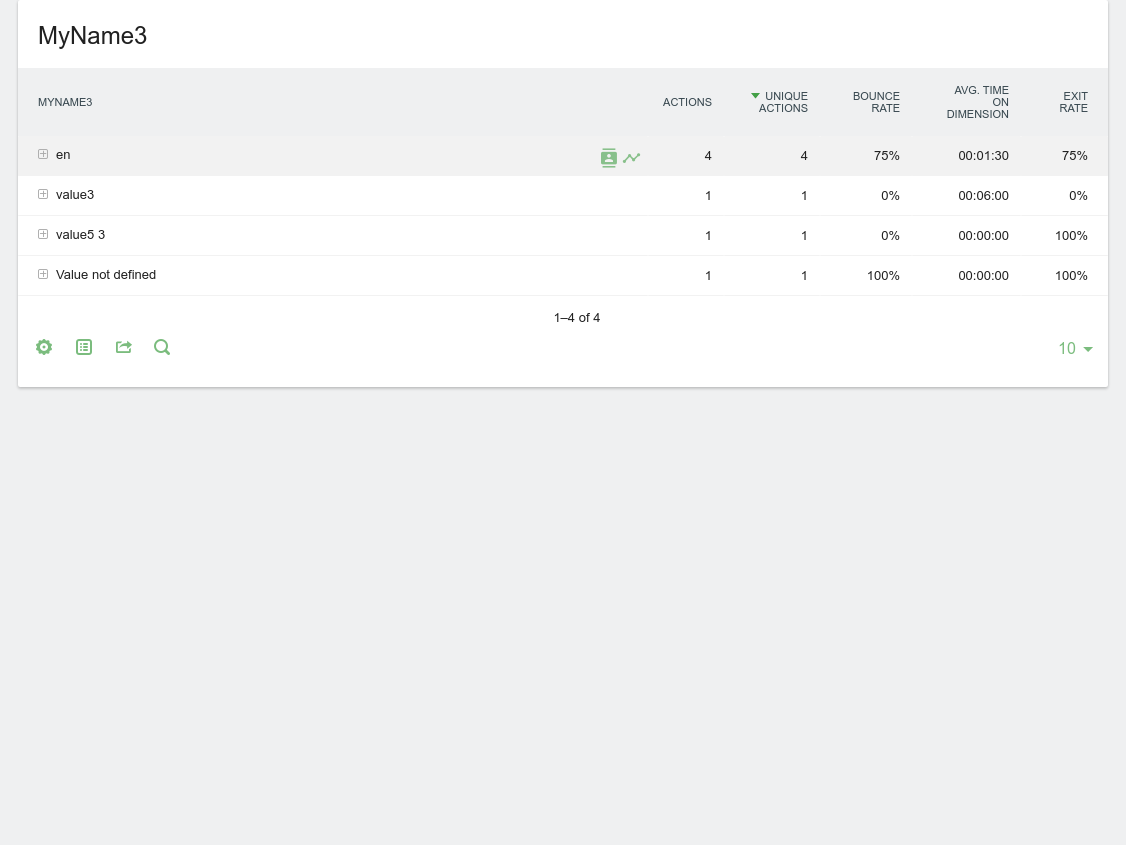 MyName3
MYNAME3 ACTIONS UNIQUE ACTIONS BOUNCE RATE AVG. TIME ON DIMENSION EXIT RATE
en 4 4 75% 00:01:30 75%
value3 1 1 0% 00:06:00 0%
value5 3 1 1 0% 00:00:00 100%
Value not defined 1 1 100% 00:00:00 100%
1–4 of 4
10